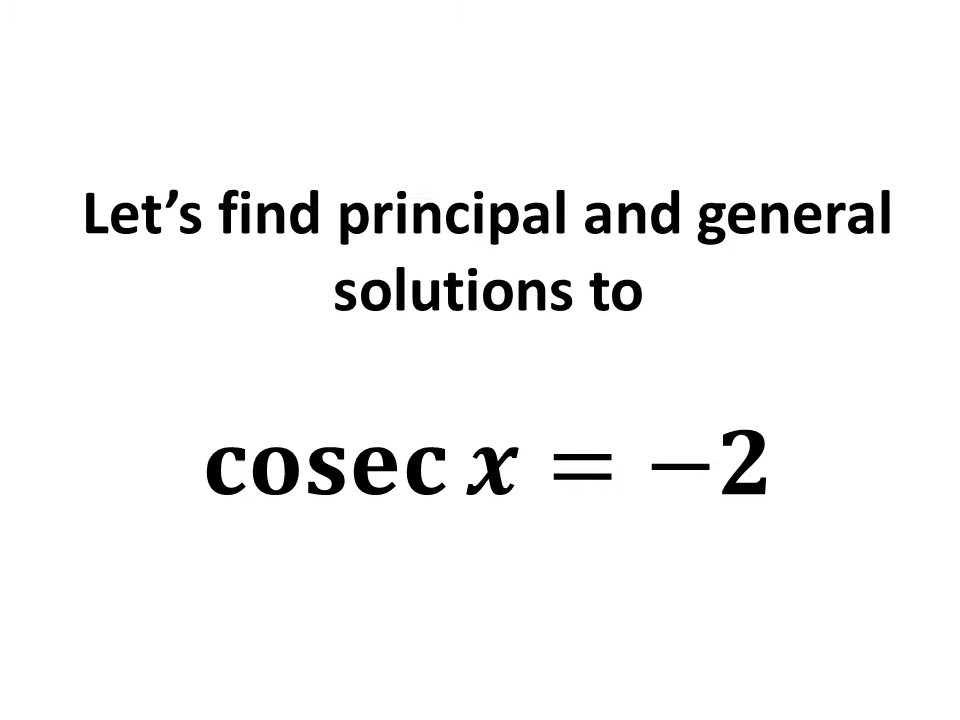 Let’s find principal and general
solutions to
cosec x = −2